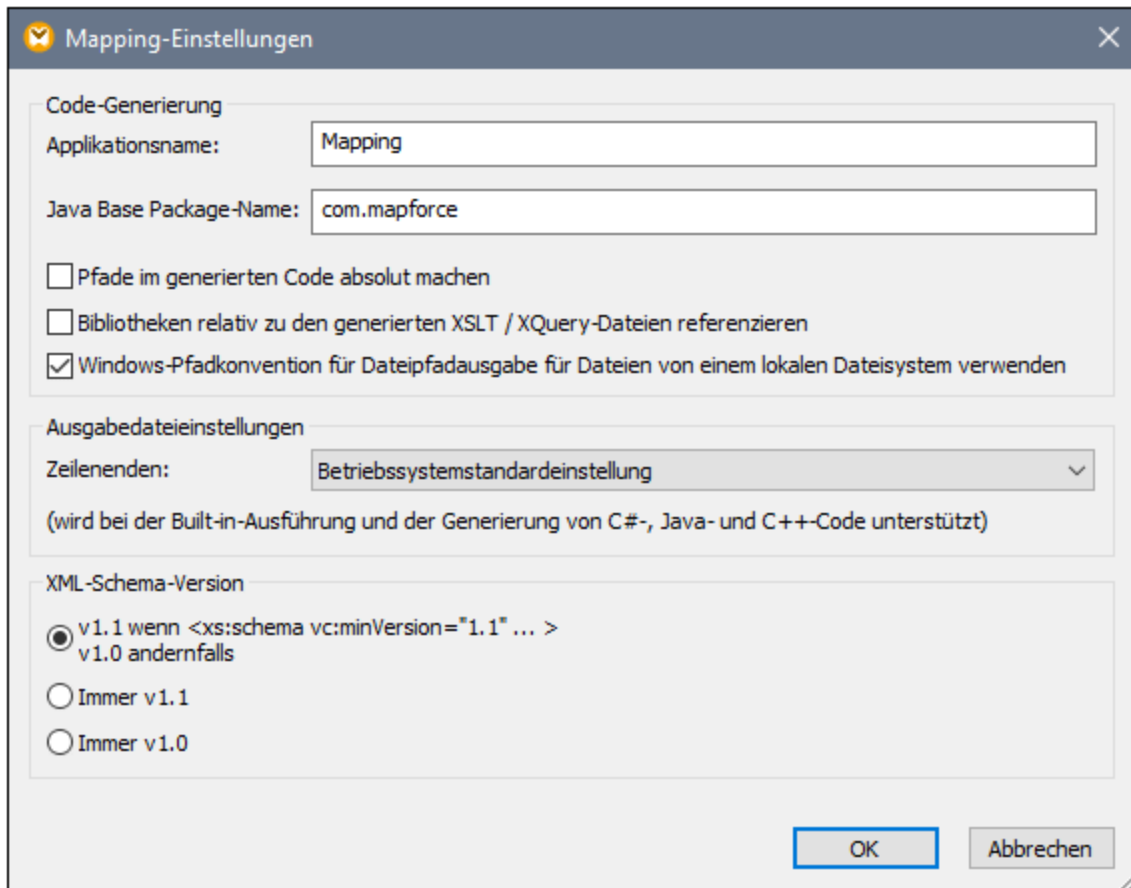 Mapping-Einstellungen
Code-Generierung
Applikationsname: Mapping
Java Base Package-Name: com.mapforce
Pfade im generierten Code absolut machen
Bibliotheken relativ zu den generierten XSLT / XQuery-Dateien referenzieren
Windows-Pfadkonvention für Dateipfadausgabe für Dateien von einem lokalen Dateisystem verwenden
Ausgabedateieinstellungen
Zeilenenden: Betriebssystemstandardeinstellung
(wird bei der Built-in-Ausführung und der Generierung von C#-, Java- und C++-Code unterstützt)
XML-Schema-Version
v1.1 wenn <xs:schema vc:minVersion="1.1" ... >
v1.0 andernfalls
Immer v1.1
Immer v1.0
OK Abbrechen